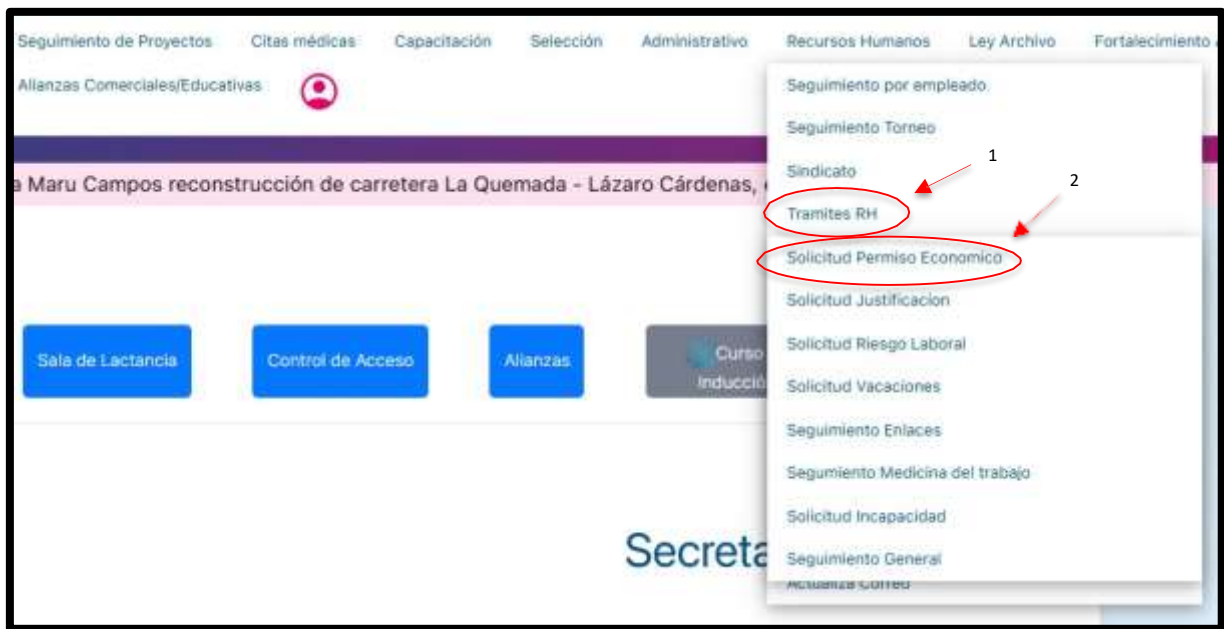 Seguimiento de Proyectos Citas médicas Capacitación Selección Administrativo Recursos Humanos Ley Archivo Fortalecimiento
Alianzas Comerciales/Educativas
Seguimiento por empleado
Seguimiento Torneo
Sindicato
1
2
a Maru Campos reconstrucción de carretera La Quemada - Lázaro Cárdenas,
Tramites RH
Solicitud Permiso Economico
Solicitud Justificacion
Solicitud Riesgo Laboral
Solicitud Vacaciones
Seguimiento Enlaces
Segumiento Medicina del trabajo
Solicitud Incapacidad
Seguimiento General
Actualiza Correo
Sala de Lactancia
Control de Acceso
Alianzas
Curso
Inducció
Secreta